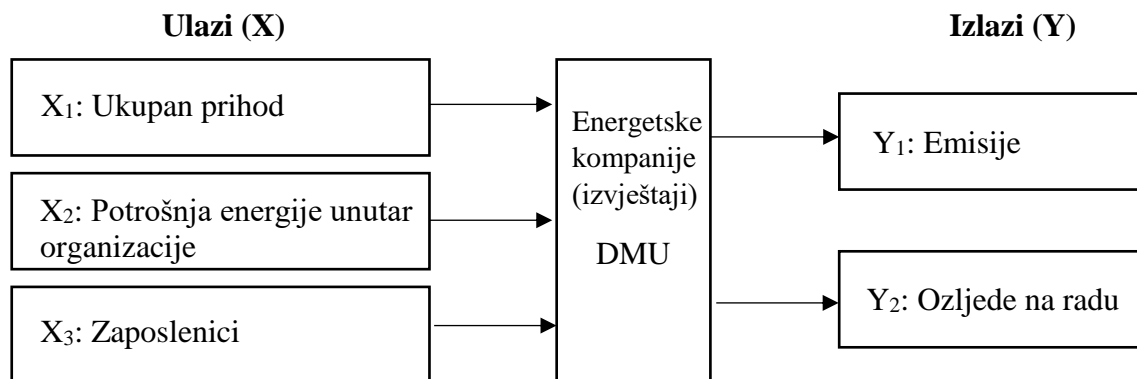 Ulazi (X)
Izlazi (Y)
X₁: Ukupan prihod
X₂: Potrošnja energije unutar
organizacije
X₃: Zaposlenici
Energetske
kompanije
(izvještaji)
DMU
Y₁: Emisije
Y₂: Ozljede na radu